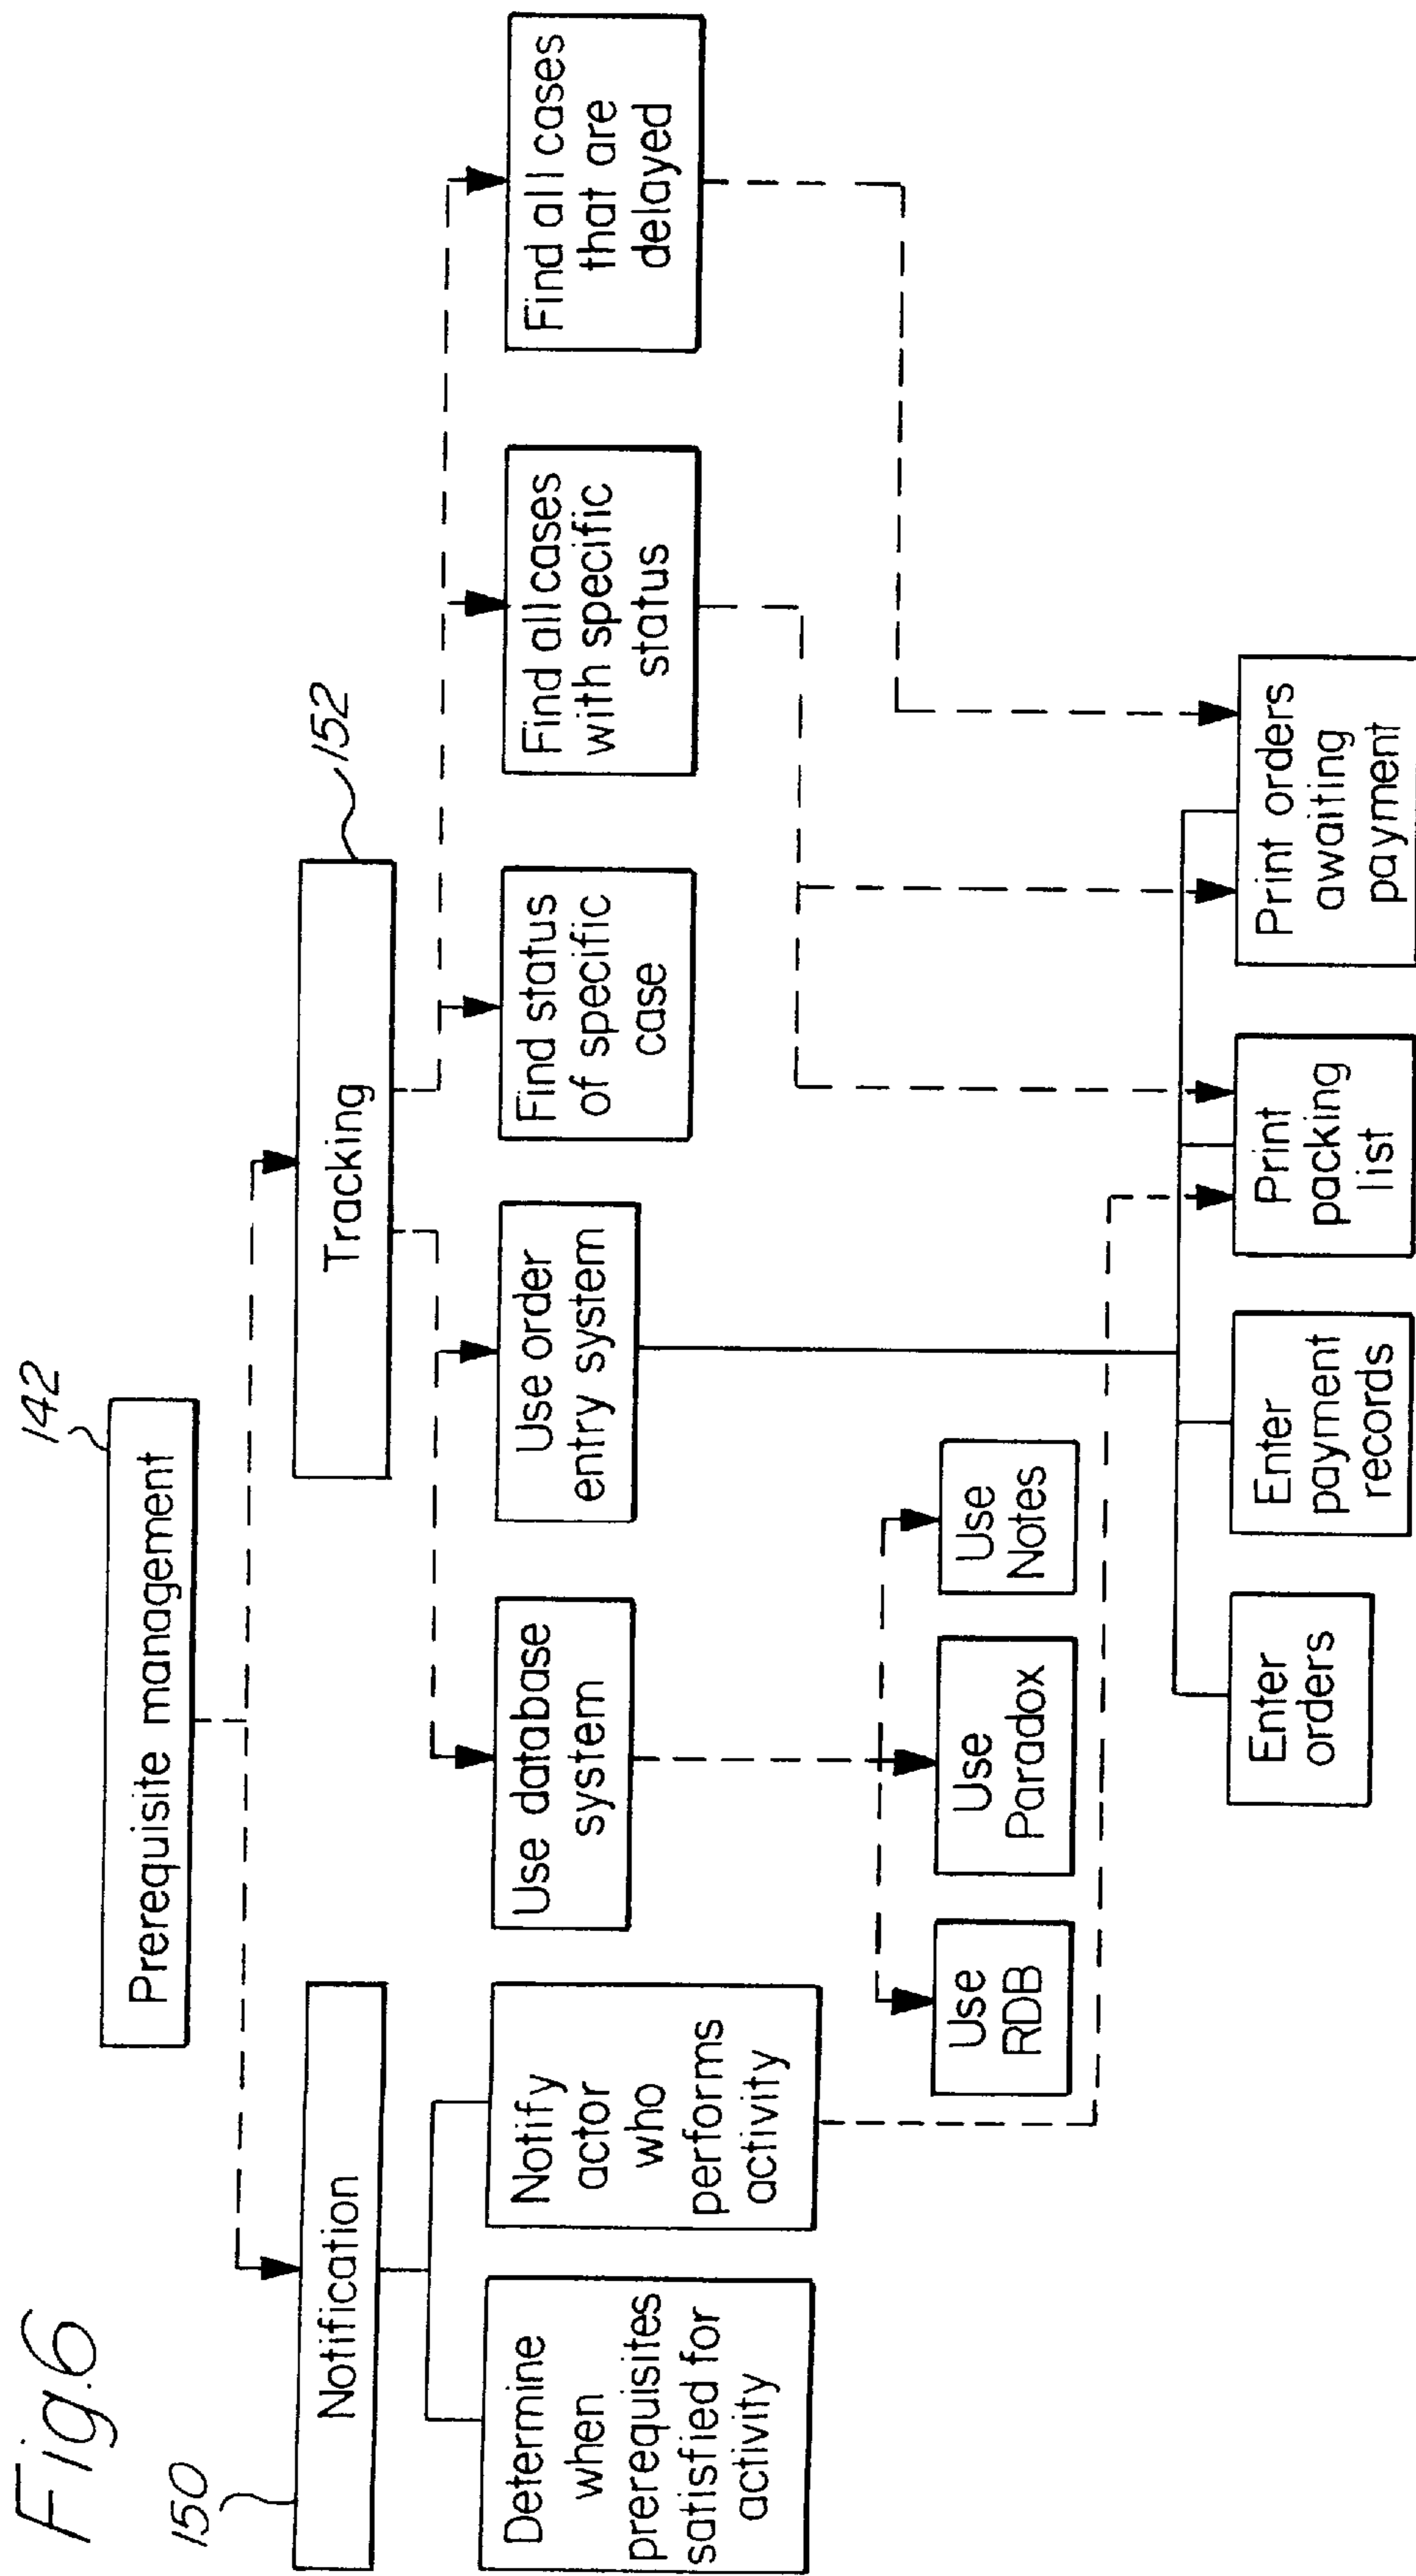 Fig.6
142
Prerequisite management
150
Notification
152
Tracking
Determine
when
prerequisites
satisfied for
activity
Notify
actor
who
performs
activity
Use database
system
Use order
entry system
Find status
of specific
case
Find all cases
with specific
status
Find all cases
that are
delayed
Use
RDB
Use
Paradox
Use
Notes
Enter
orders
Enter
payment
records
Print
packing
list
Print orders
awaiting
payment